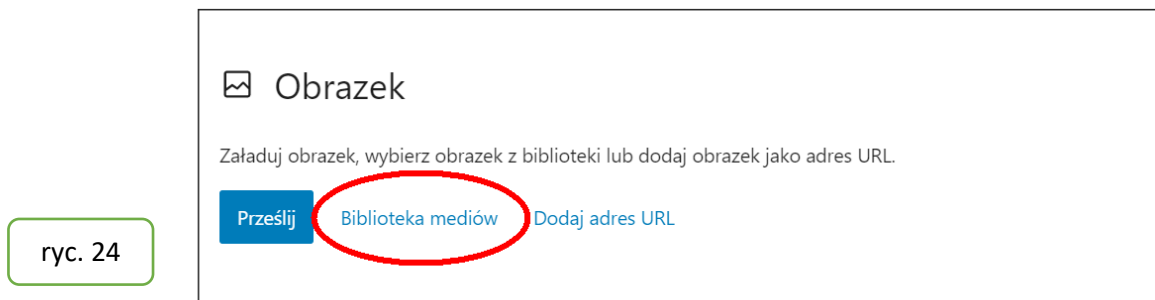 Obrazek
Załaduj obrazek, wybierz obrazek z biblioteki lub dodaj obrazek jako adres URL.
Prześlij Biblioteka mediów Dodaj adres URL
ryc. 24